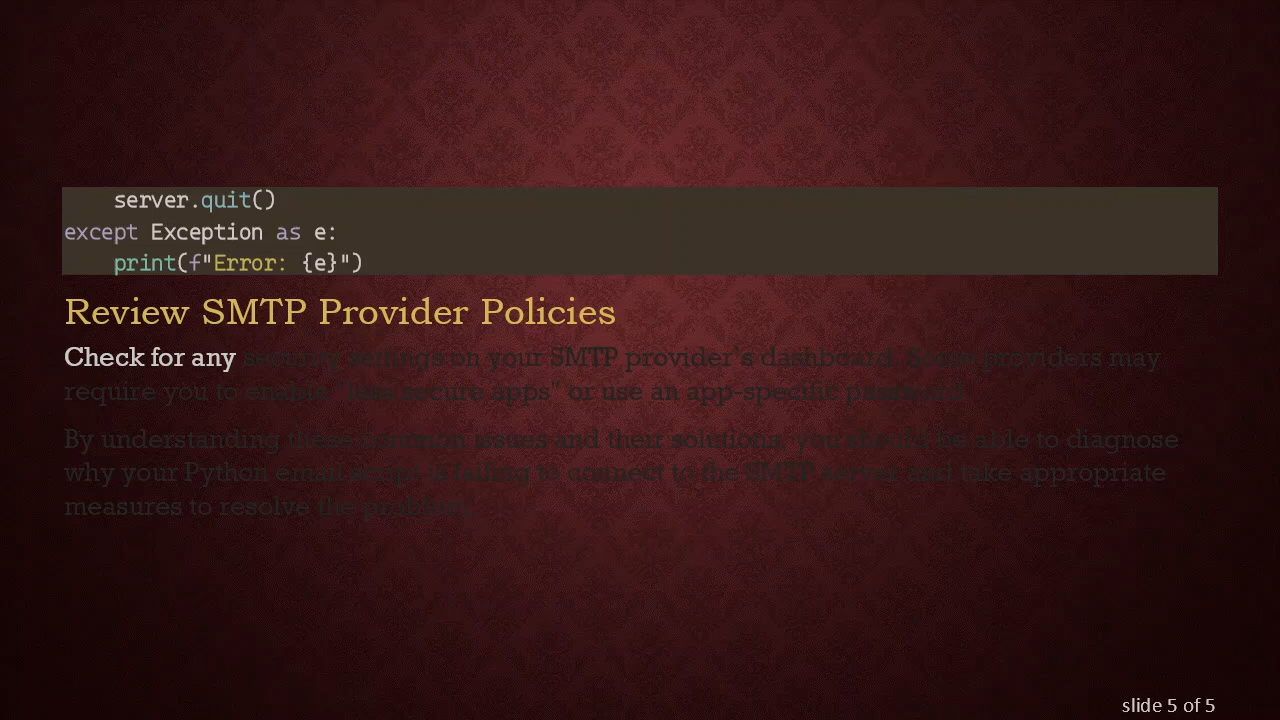 server.quit()
except Exception as e:
    print(f"Error: {e}")
Review SMTP Provider Policies
Check for any security settings on your SMTP provider`s dashboard. Some providers may
require you to enable "less secure apps" or use an app-specific password.
By understanding these common issues and their solutions, you should be able to diagnose
why your Python email script is failing to connect to the SMTP server and take appropriate
measures to resolve the problem.
slide 5 of 5